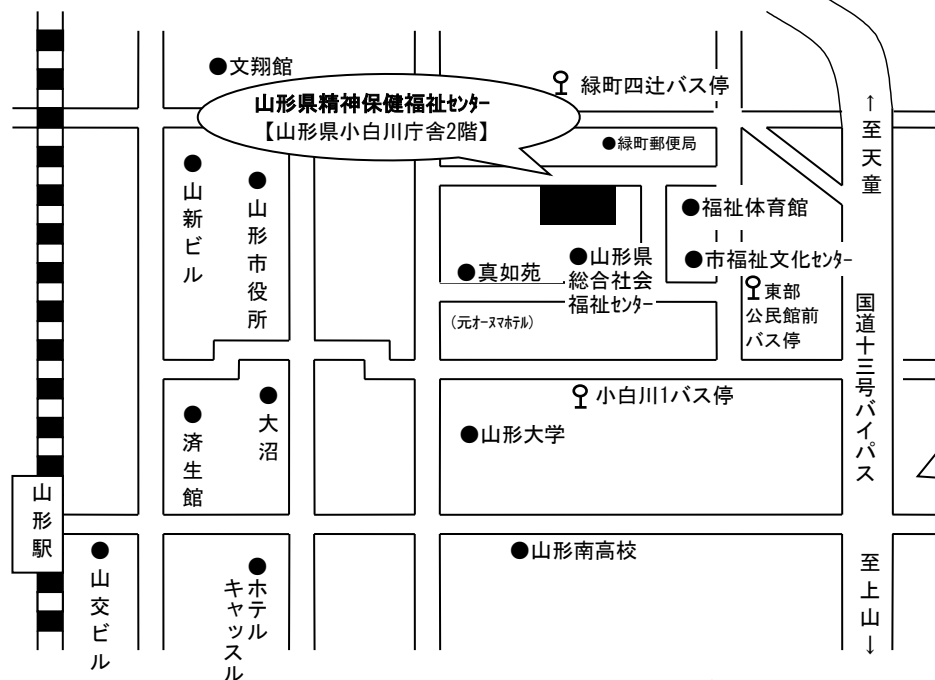 ●文翔館
緑町四辻バス停
山形県精神保健福祉ｾﾝﾀｰ
【山形県小白川庁舎2階】
●緑町郵便局
↑至天童
●山新ビル
●山形市役所
●福祉体育館
●山形県
総合社会
福祉ｾﾝﾀｰ
●市福祉文化ｾﾝﾀｰ
●真如苑
東部
公民館前
バス停
（元ｵｰﾇﾏﾎﾃﾙ）
国道十三号バイパス
●大沼
小白川1バス停
●済生館
●山形大学
山形駅
●山交ビル
●ホテル
キャッスル
●山形南高校
至上山↓